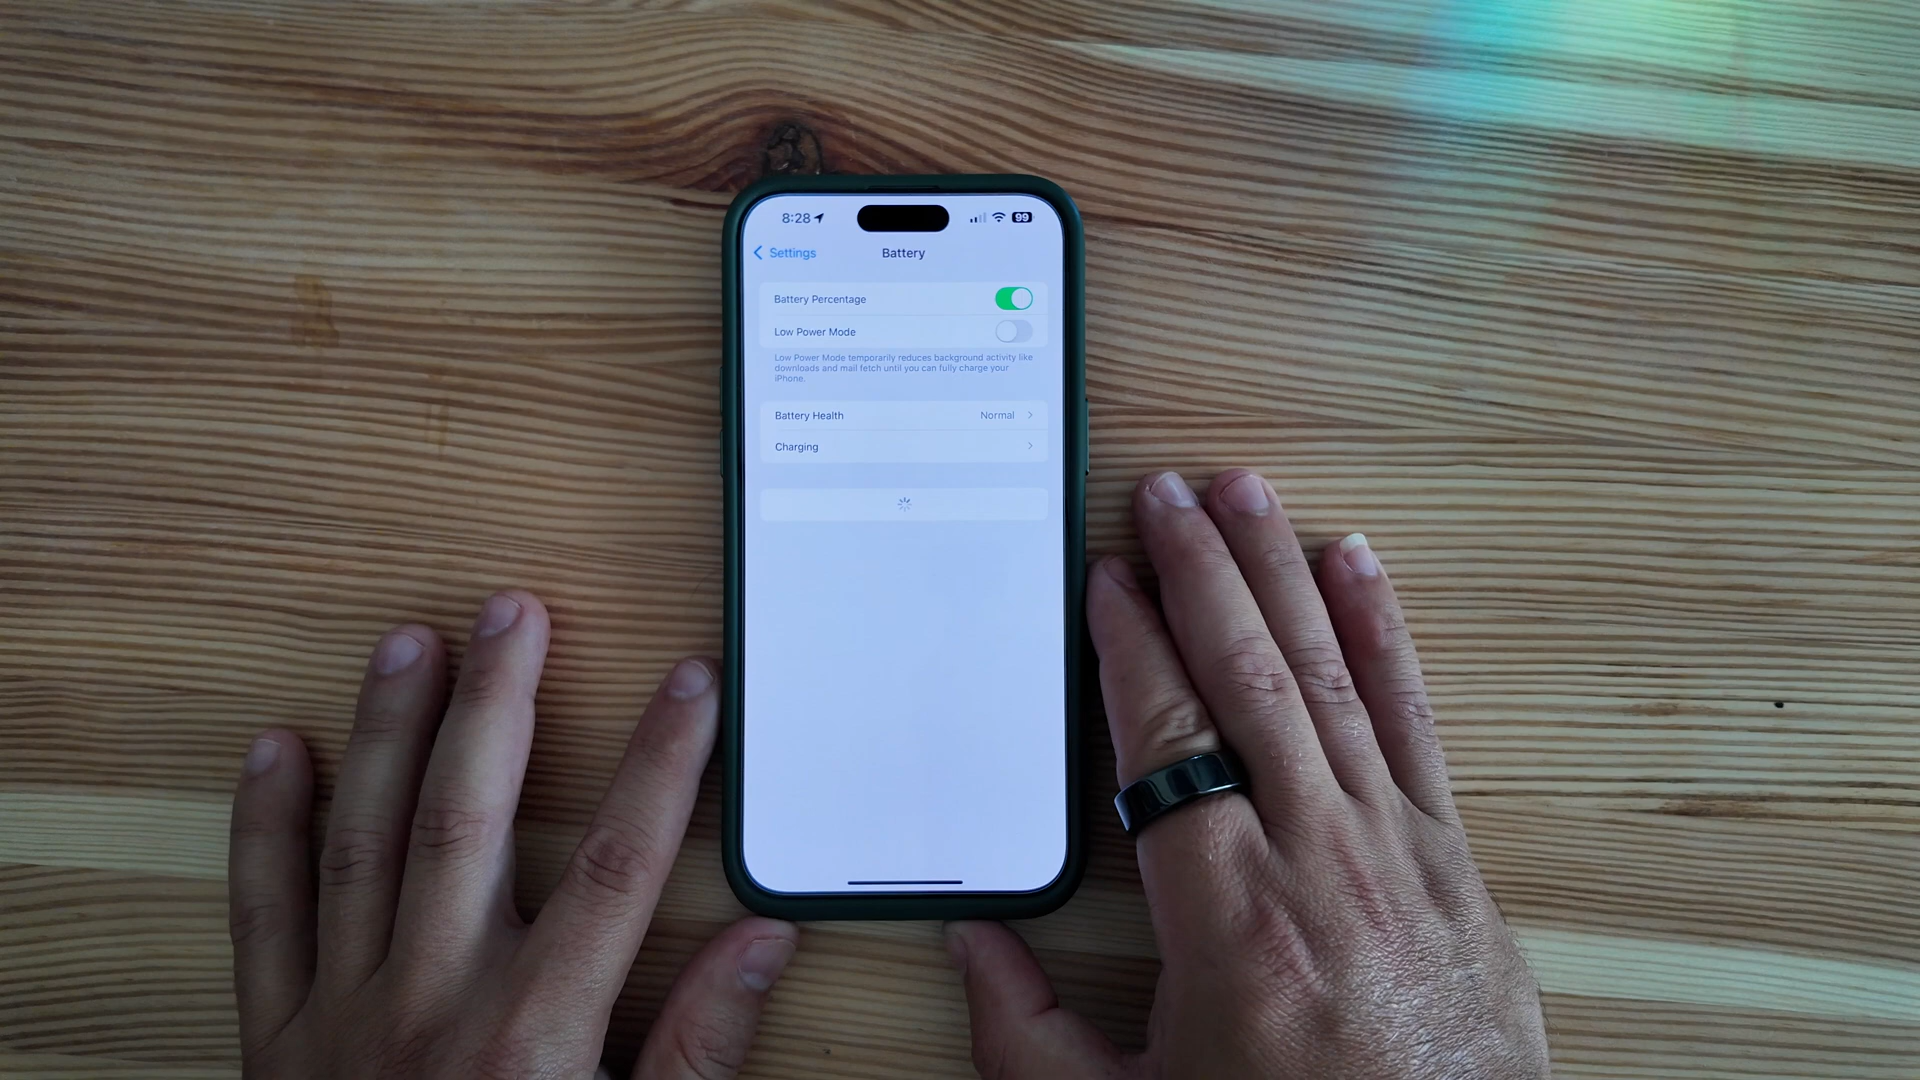 8:28
99
Settings
Battery
Battery Percentage
Low Power Mode
Low Power Mode temporarily reduces background activity like
downloads and mail fetch until you can fully charge your
iPhone.
Battery Health Normal
Charging